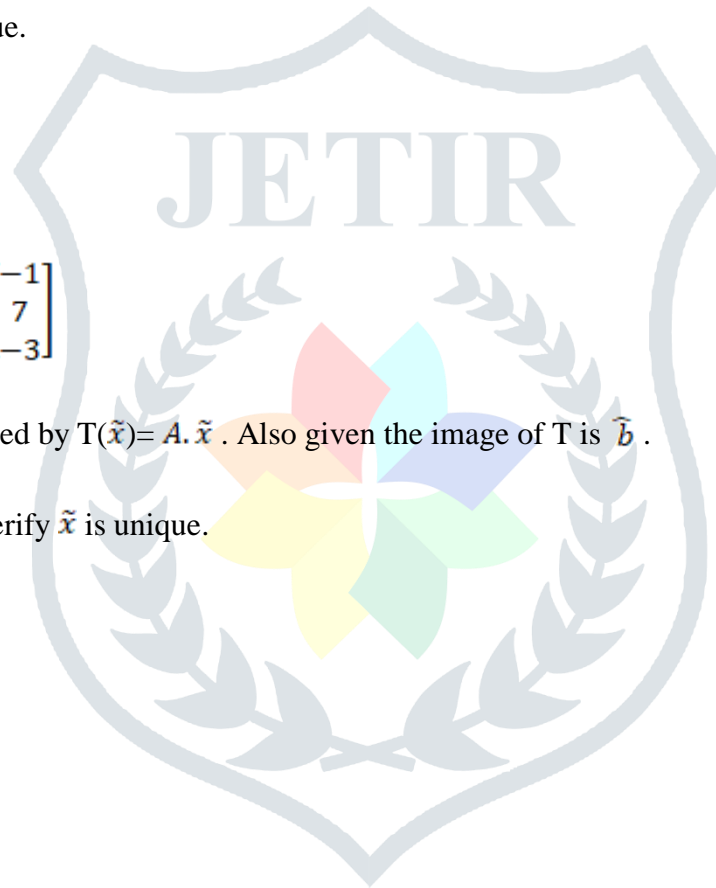 ue.
JETIR
−1]
7
−3]
ed by T(x̃)= A. x̃ . Also given the image of T is b̂ .
erify x̃ is unique.